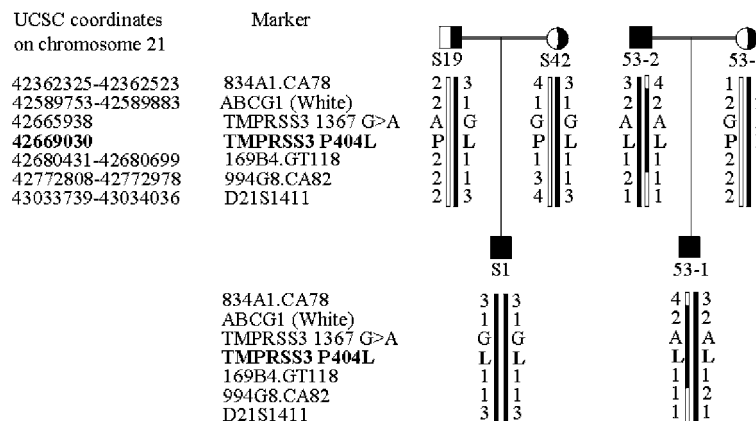 UCSC coordinates Marker
on chromosome 21
S19 S42 53-2 53-
42362325-42362523 834A1.CA78 2 3 4 3 3 4 1
42589753-42589883 ABCG1 (White) 2 1 1 1 2 2 2
42665938 TMPRSS3 1367 G>A A G G G A A G
42669030 TMPRSS3 P404L P L P L L L P
42680431-42680699 169B4.GT118 2 1 1 1 1 1 2
42772808-42772978 994G8.CA82 2 1 3 1 2 1 2
43033739-43034036 D21S1411 2 3 4 3 1 1 2
S1 53-1
834A1.CA78 3 3 4 3
ABCG1 (White) 1 1 2 2
TMPRSS3 1367 G>A G G A A
TMPRSS3 P404L L L L L
169B4.GT118 1 1 1 1
994G8.CA82 1 1 1 2
D21S1411 3 3 1 1